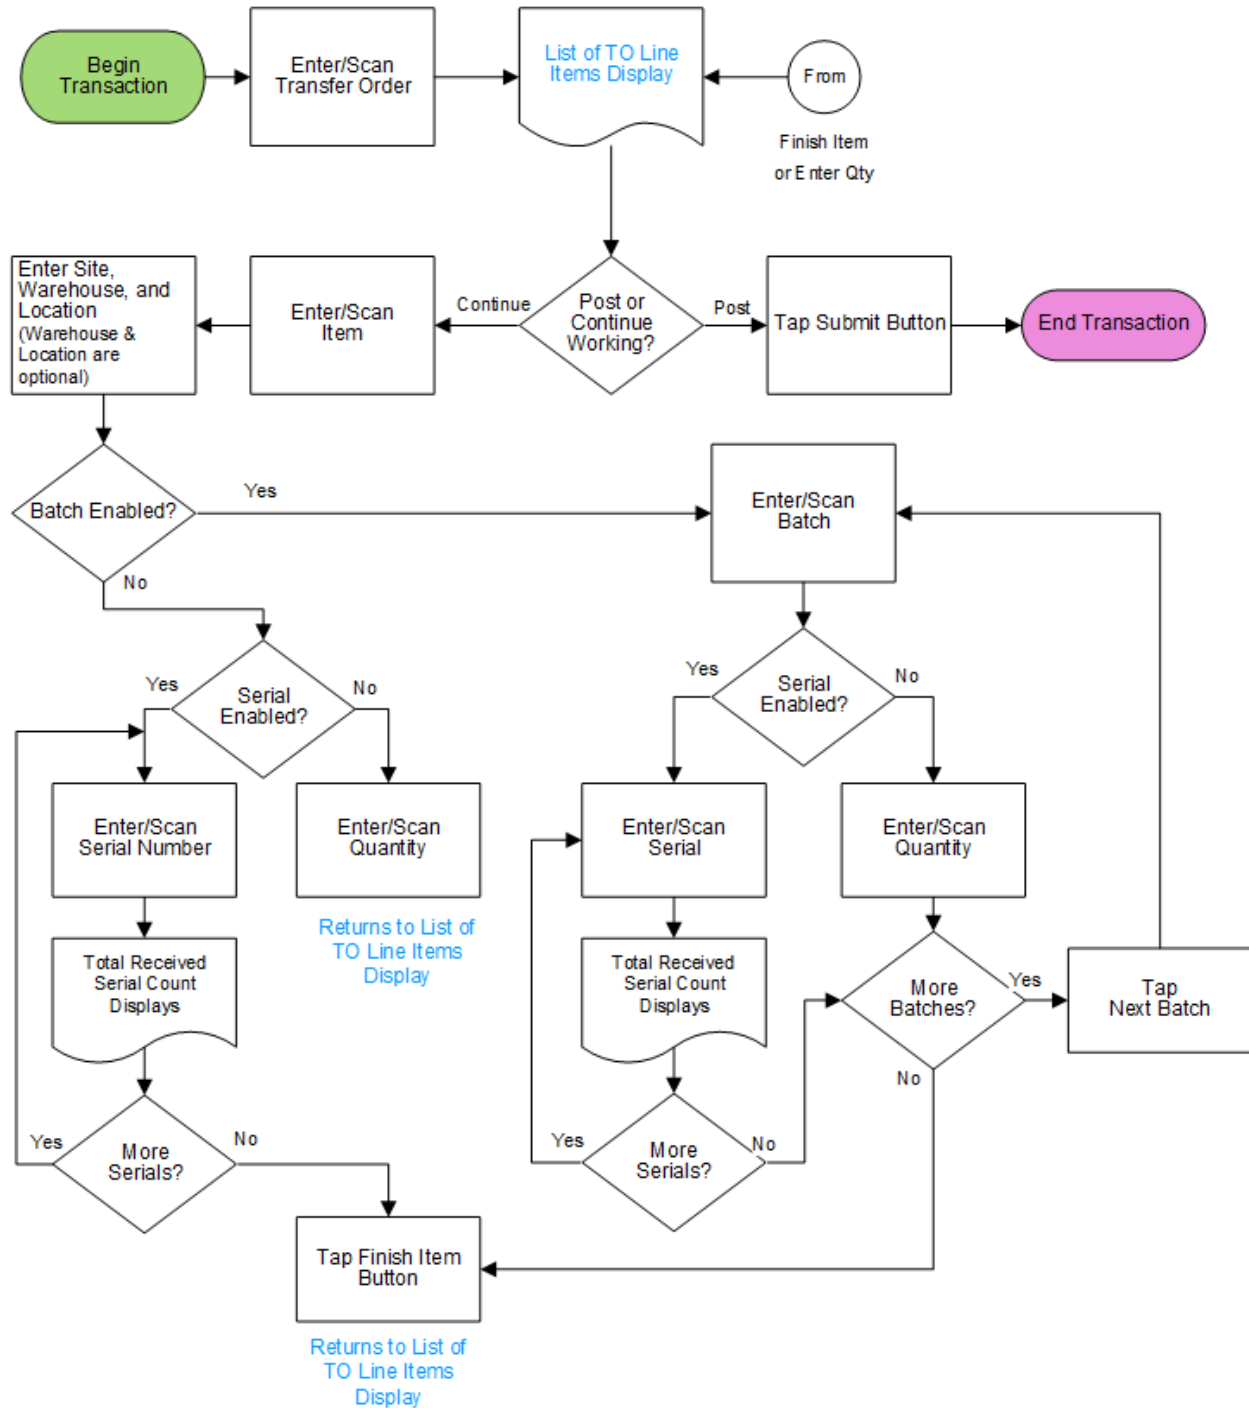 Begin
Transaction
Enter/Scan
Transfer Order
List of TO Line
Items Display
From
Finish Item
or Enter Qty
Enter Site,
Warehouse, and
Location
(Warehouse &
Location are
optional)
Enter/Scan
Item
Continue
Post or
Continue
Working?
Post
Tap Submit Button
End Transaction
Batch Enabled?
Yes
No
Enter/Scan
Batch
Yes
Serial
Enabled?
No
Yes
Serial
Enabled?
No
Enter/Scan
Serial Number
Enter/Scan
Quantity
Returns to List of
TO Line Items
Display
Enter/Scan
Serial
Enter/Scan
Quantity
Total Received
Serial Count
Displays
Total Received
Serial Count
Displays
More
Batches?
Yes
No
Tap
Next Batch
Yes
More
Serials?
No
Yes
More
Serials?
No
Tap Finish Item
Button
Returns to List of
TO Line Items
Display